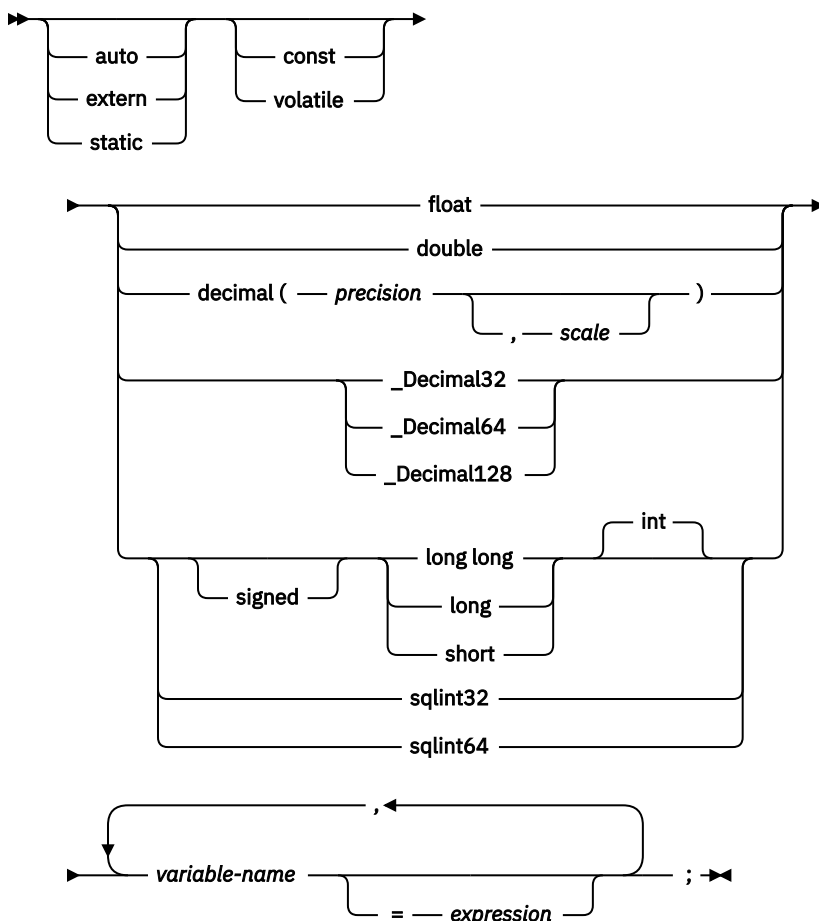 auto
const
extern
volatile
static
float
double
decimal ( precision )
, scale
_Decimal32
_Decimal64
_Decimal128
int
long long
signed
long
short
sqlint32
sqlint64
,
variable-name ;
= expression